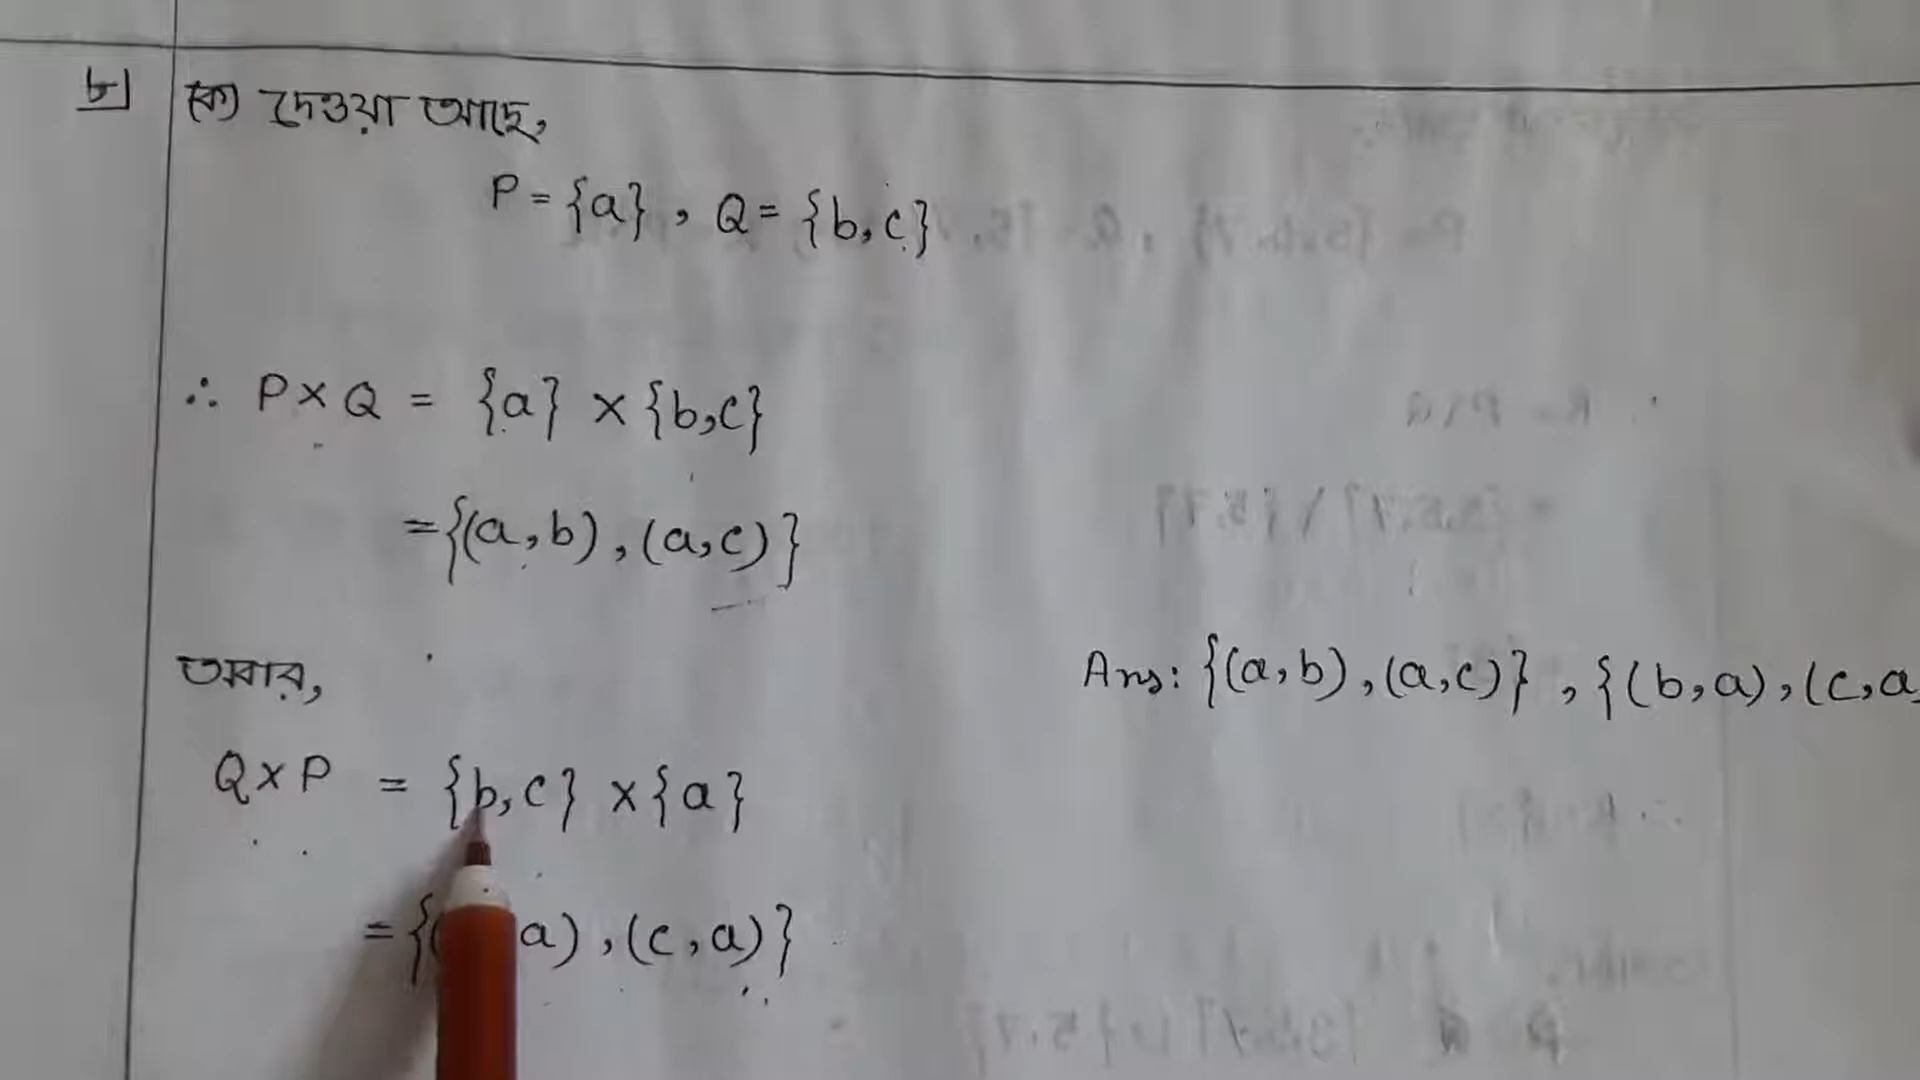 ৮| (ক) দেওয়া আছে,
P = {a} , Q = {b,c}
∴ P×Q = {a} × {b,c}
= {(a,b) , (a,c)}
আবার,
Ans: {(a,b) , (a,c)} , {(b,a) , (c,a
Q×P = {b,c} × {a}
= {( a) , (c,a)}